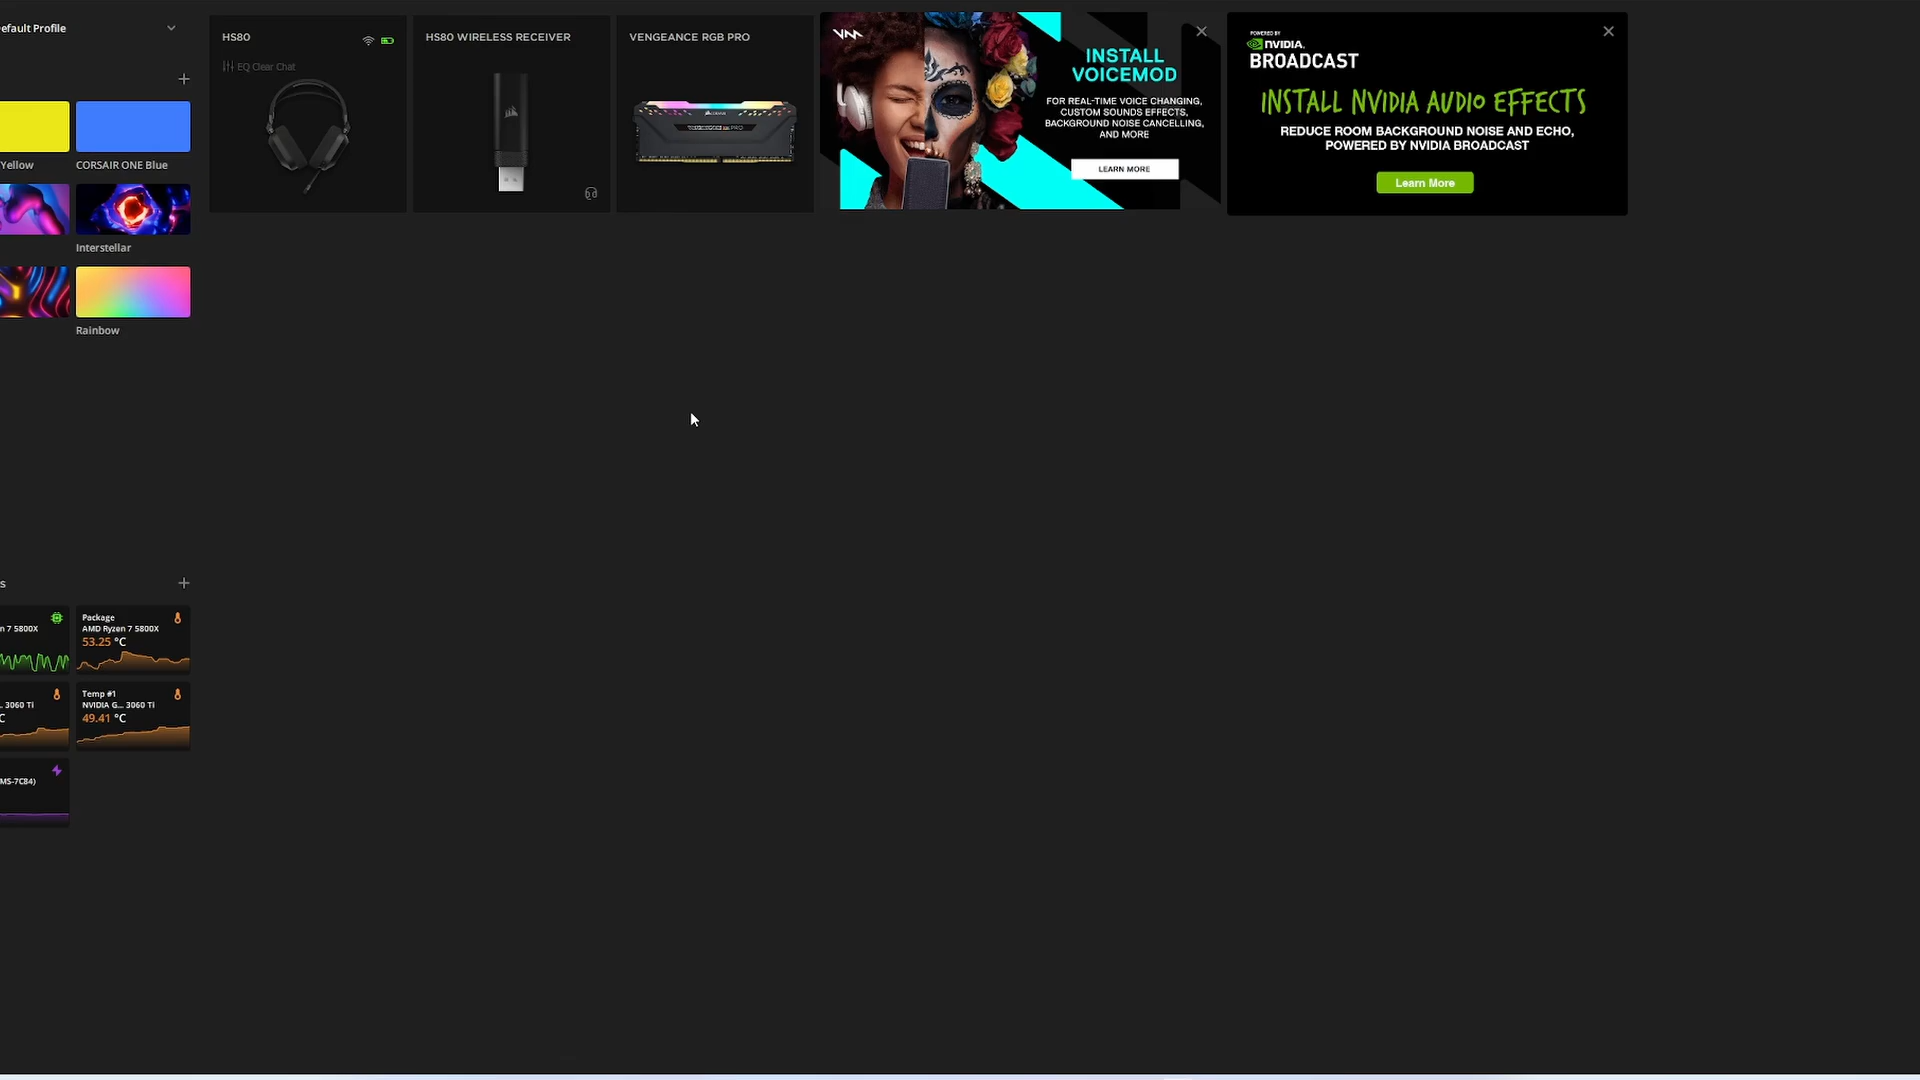 efault Profile
Yellow
CORSAIR ONE Blue
Interstellar
Rainbow
s
n 7 5800X
Package
AMD Ryzen 7 5800X
53.25 °C
... 3060 Ti
C
Temp #1
NVIDIA G... 3060 Ti
49.41 °C
MS-7C84)
HS80
EQ Clear Chat
HS80 WIRELESS RECEIVER
VENGEANCE RGB PRO
INSTALL
VOICEMOD
FOR REAL-TIME VOICE CHANGING,
CUSTOM SOUNDS EFFECTS,
BACKGROUND NOISE CANCELLING,
AND MORE
LEARN MORE
POWERED BY
NVIDIA.
BROADCAST
INSTALL NVIDIA AUDIO EFFECTS
REDUCE ROOM BACKGROUND NOISE AND ECHO,
POWERED BY NVIDIA BROADCAST
Learn More